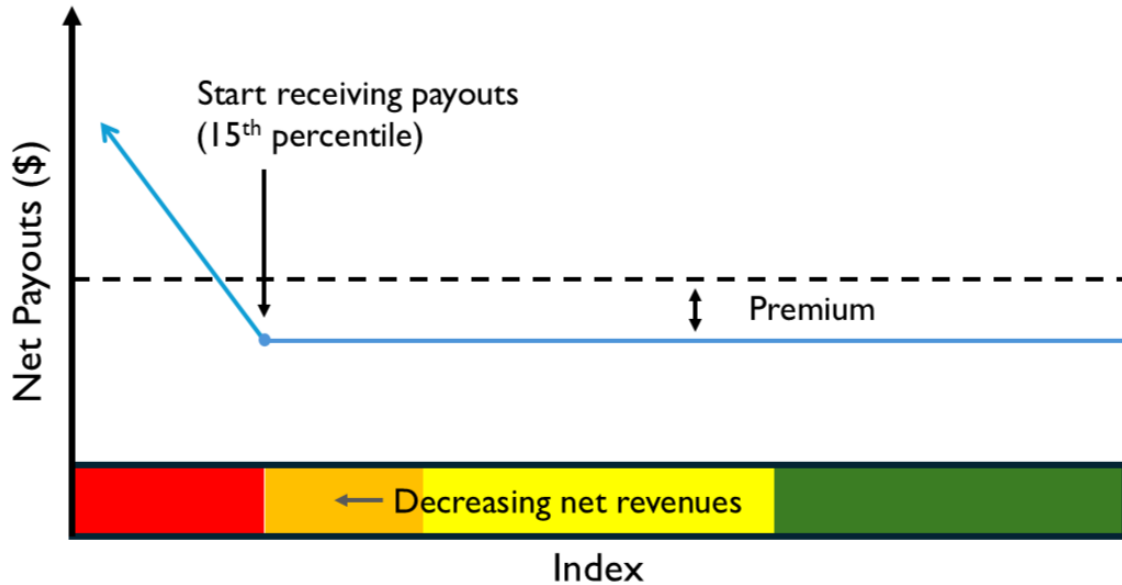 Start receiving payouts
(15th percentile)
Net Payouts ($)
Premium
Decreasing net revenues
Index